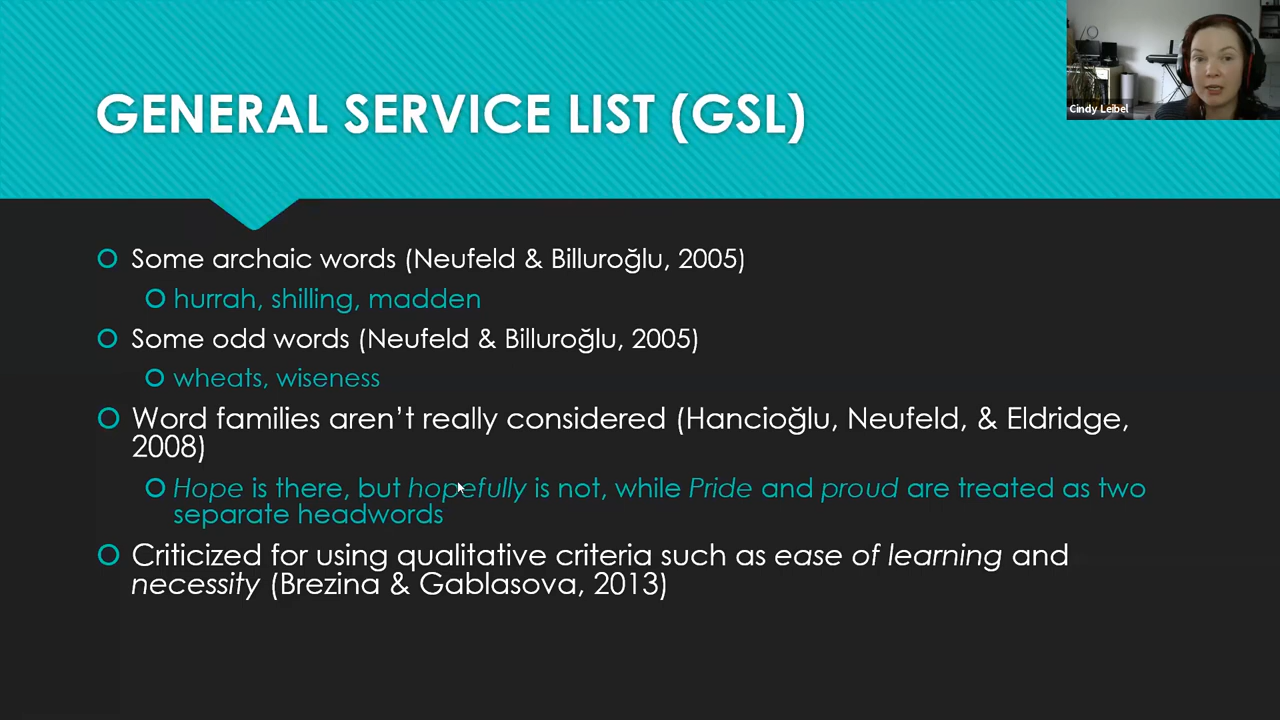 GENERAL SERVICE LIST (GSL)
Cindy Leibel
Some archaic words (Neufeld & Billuroğlu, 2005)
hurrah, shilling, madden
Some odd words (Neufeld & Billuroğlu, 2005)
wheats, wiseness
Word families aren’t really considered (Hancioğlu, Neufeld, & Eldridge,
2008)
Hope is there, but hopefully is not, while Pride and proud are treated as two
separate headwords
Criticized for using qualitative criteria such as ease of learning and
necessity (Brezina & Gablasova, 2013)